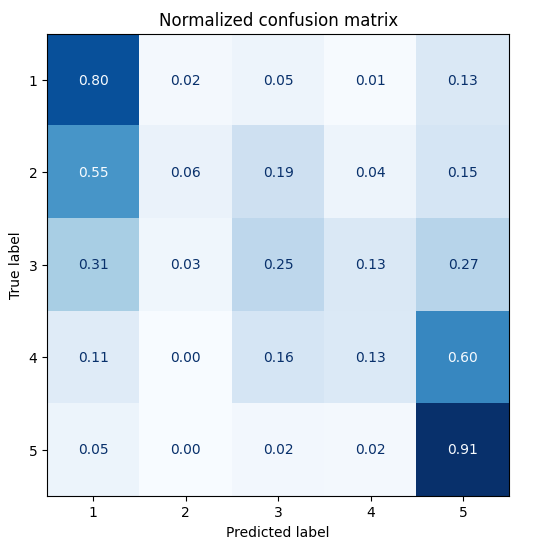 Normalized confusion matrix
1 0.80 0.02 0.05 0.01 0.13
2 0.55 0.06 0.19 0.04 0.15
True label
3 0.31 0.03 0.25 0.13 0.27
4 0.11 0.00 0.16 0.13 0.60
5 0.05 0.00 0.02 0.02 0.91
1 2 3 4 5
Predicted label